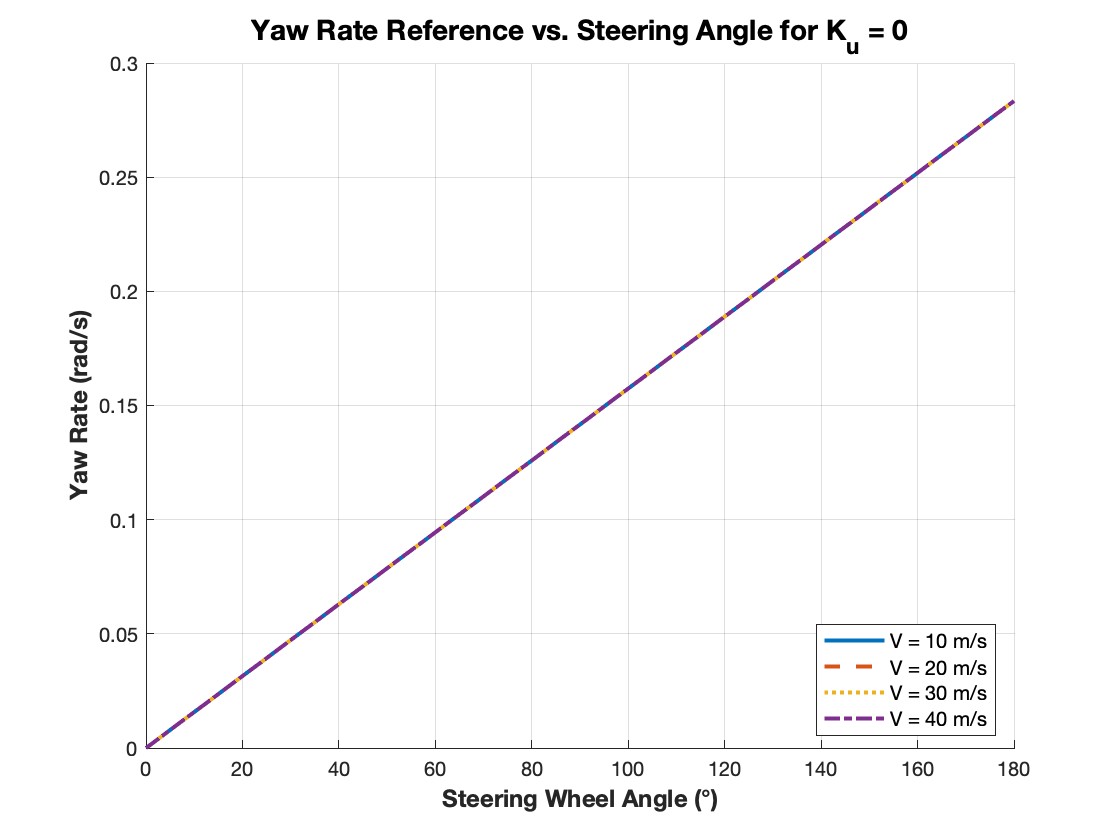 Yaw Rate Reference vs. Steering Angle for Ku = 0
0.3
0.25
0.2
0.15
0.1
0.05
0
Yaw Rate (rad/s)
V = 10 m/s
V = 20 m/s
V = 30 m/s
V = 40 m/s
0 20 40 60 80 100 120 140 160 180
Steering Wheel Angle (°)